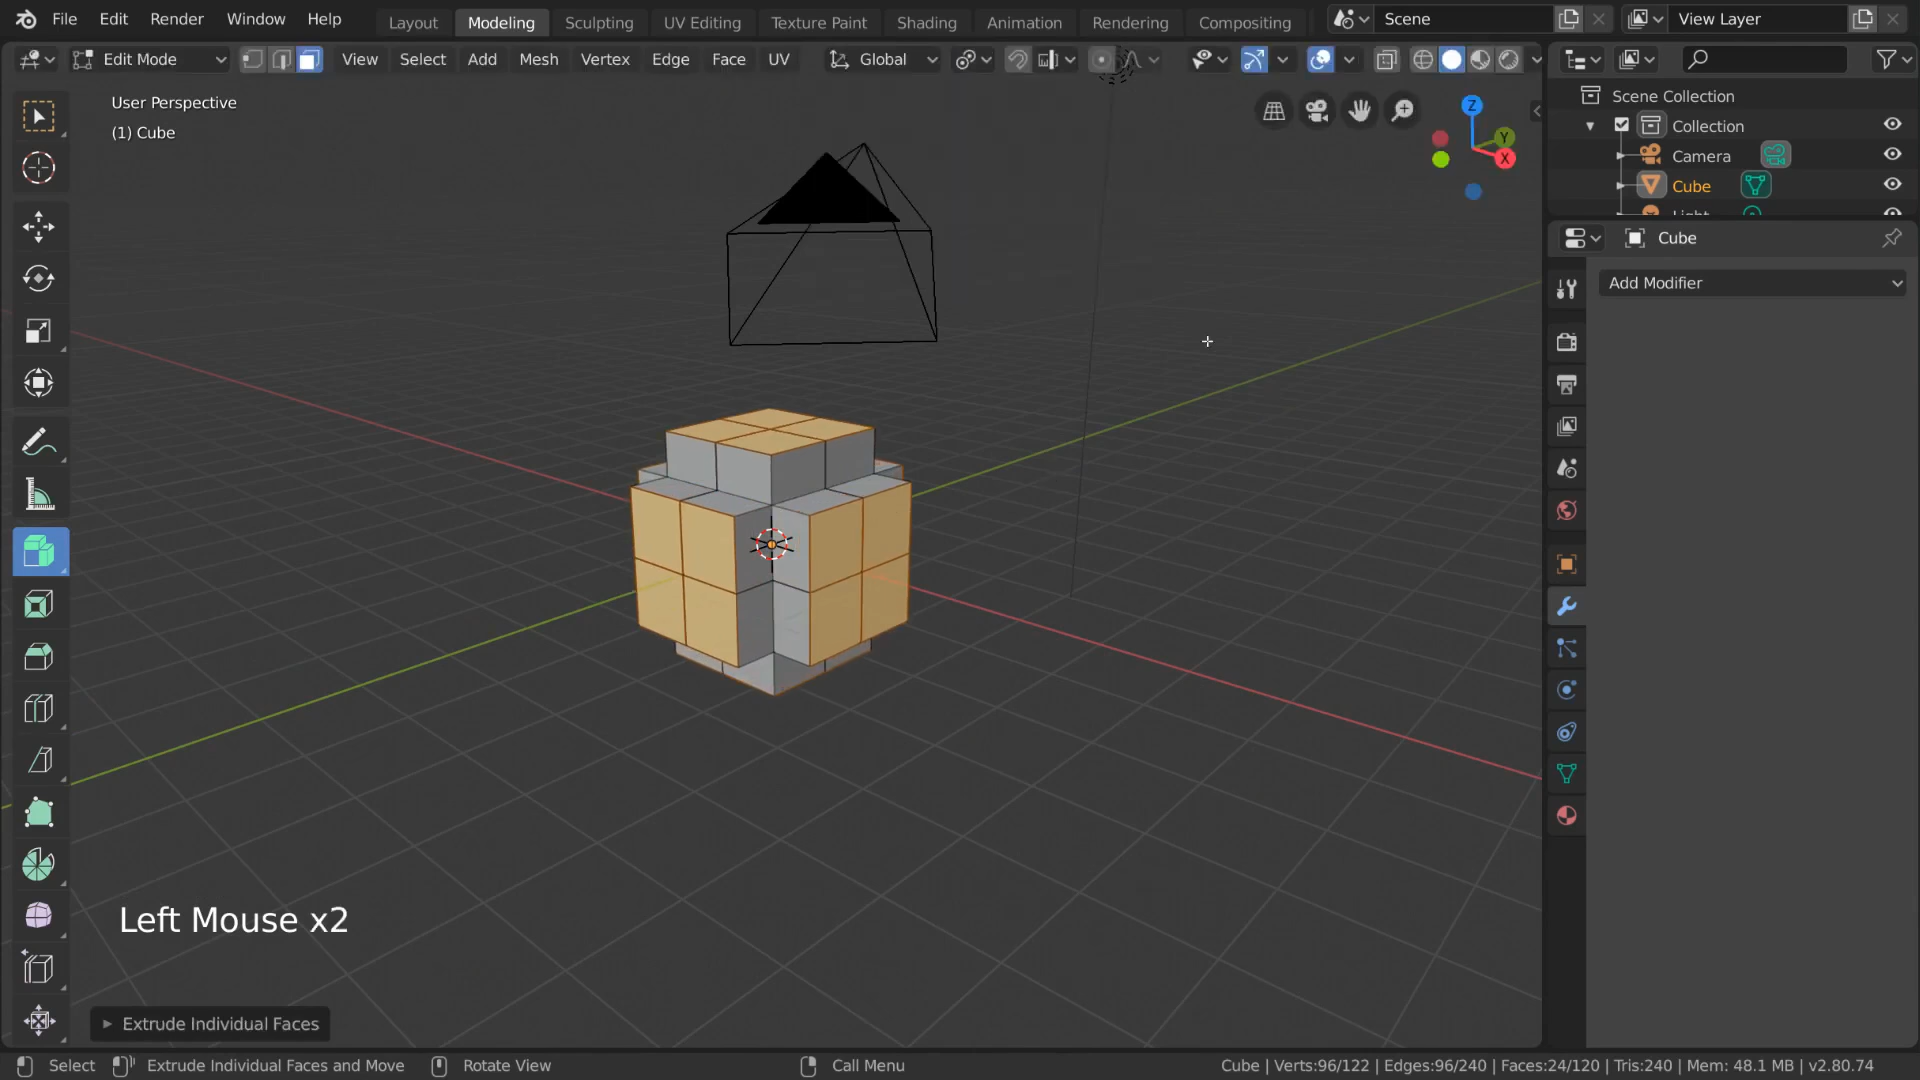 File Edit Render Window Help Layout Modeling Sculpting UV Editing Texture Paint Shading Animation Rendering Compositing Scene View Layer
Edit Mode View Select Add Mesh Vertex Edge Face UV Global
User Perspective
(1) Cube
Z
Y
X
Scene Collection
Collection
Camera
Cube
Light
Cube
Add Modifier
Left Mouse x2
Extrude Individual Faces
Select Extrude Individual Faces and Move Rotate View Call Menu Cube | Verts:96/122 | Edges:96/240 | Faces:24/120 | Tris:240 | Mem: 48.1 MB | v2.80.74